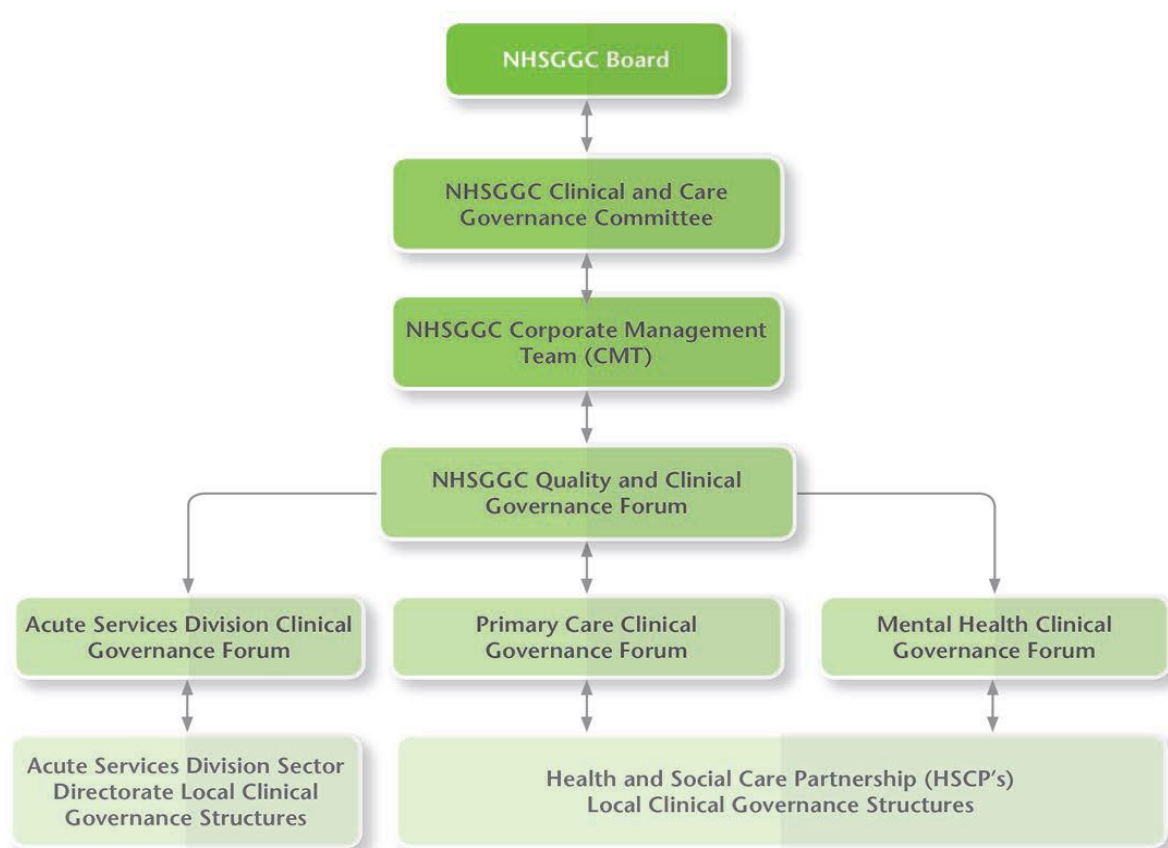 NHSGGC Board
NHSGGC Clinical and Care
Governance Committee
NHSGGC Corporate Management
Team (CMT)
NHSGGC Quality and Clinical
Governance Forum
Acute Services Division Clinical
Governance Forum
Primary Care Clinical
Governance Forum
Mental Health Clinical
Governance Forum
Acute Services Division Sector
Directorate Local Clinical
Governance Structures
Health and Social Care Partnership (HSCP's)
Local Clinical Governance Structures